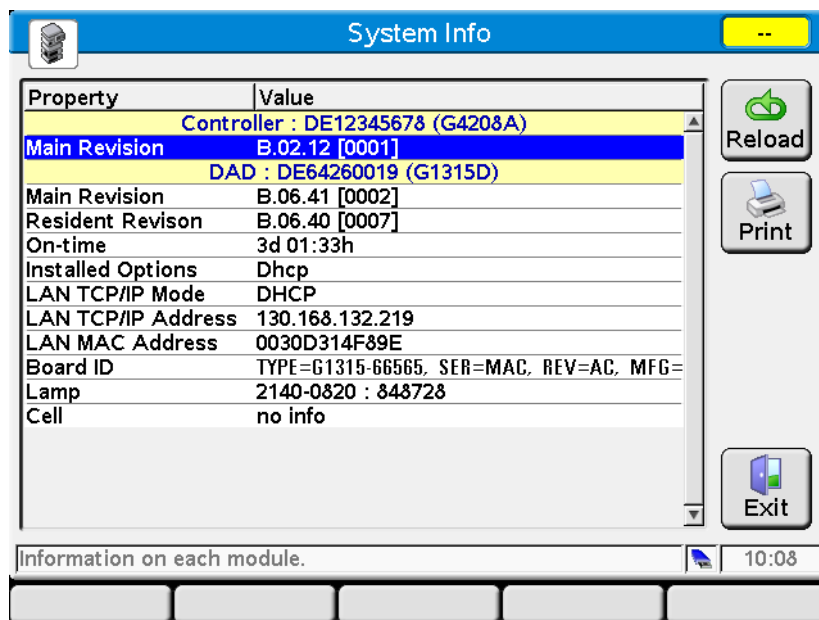 System Info
--
Property Value
Controller : DE12345678 (G4208A)
Main Revision B.02.12 [0001]
DAD : DE64260019 (G1315D)
Main Revision B.06.41 [0002]
Resident Revison B.06.40 [0007]
On-time 3d 01:33h
Installed Options Dhcp
LAN TCP/IP Mode DHCP
LAN TCP/IP Address 130.168.132.219
LAN MAC Address 0030D314F89E
Board ID TYPE=G1315-66565, SER=MAC, REV=AC, MFG=
Lamp 2140-0820 : 848728
Cell no info
Reload
Print
Exit
Information on each module.
10:08